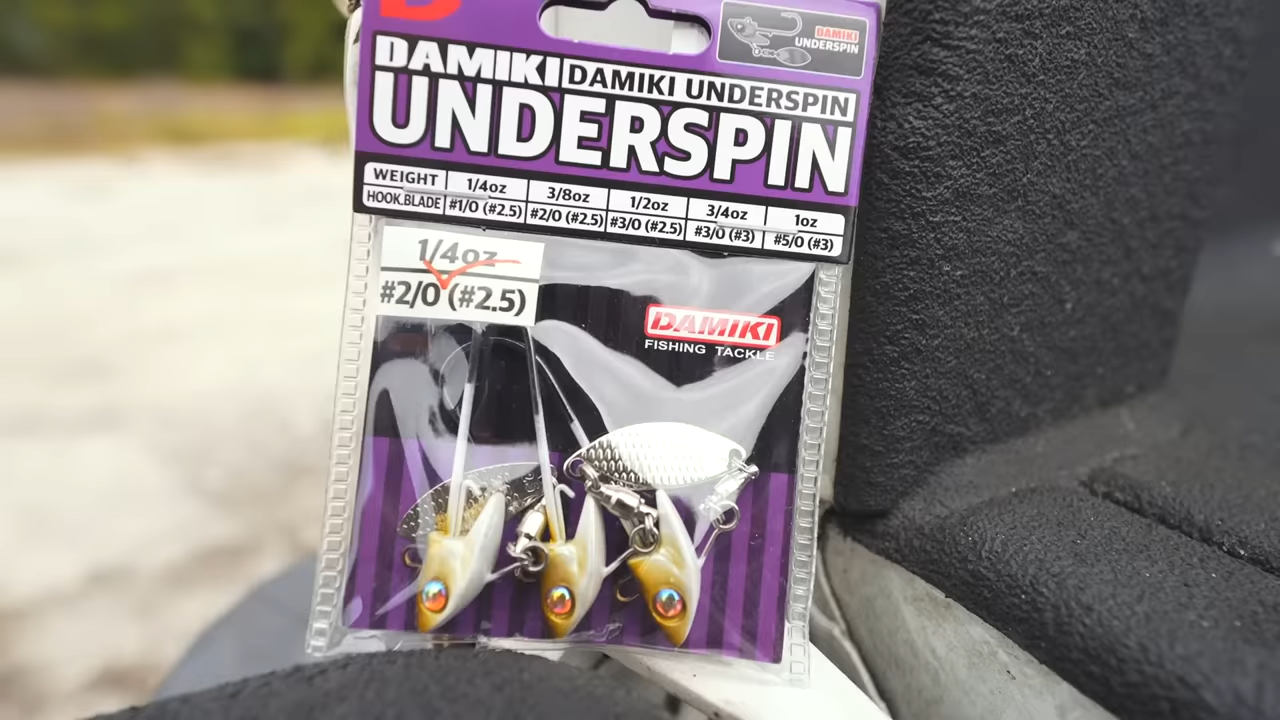 DAMIKI
UNDERSPIN
DAMIKI DAMIKI UNDERSPIN
UNDERSPIN
WEIGHT 1/4oz 3/8oz 1/2oz 3/4oz 1oz
HOOK.BLADE #1/0 (#2.5) #2/0 (#2.5) #3/0 (#2.5) #3/0 (#3) #5/0 (#3)
1/4oz
#2/0 (#2.5)
DAMIKI
FISHING TACKLE